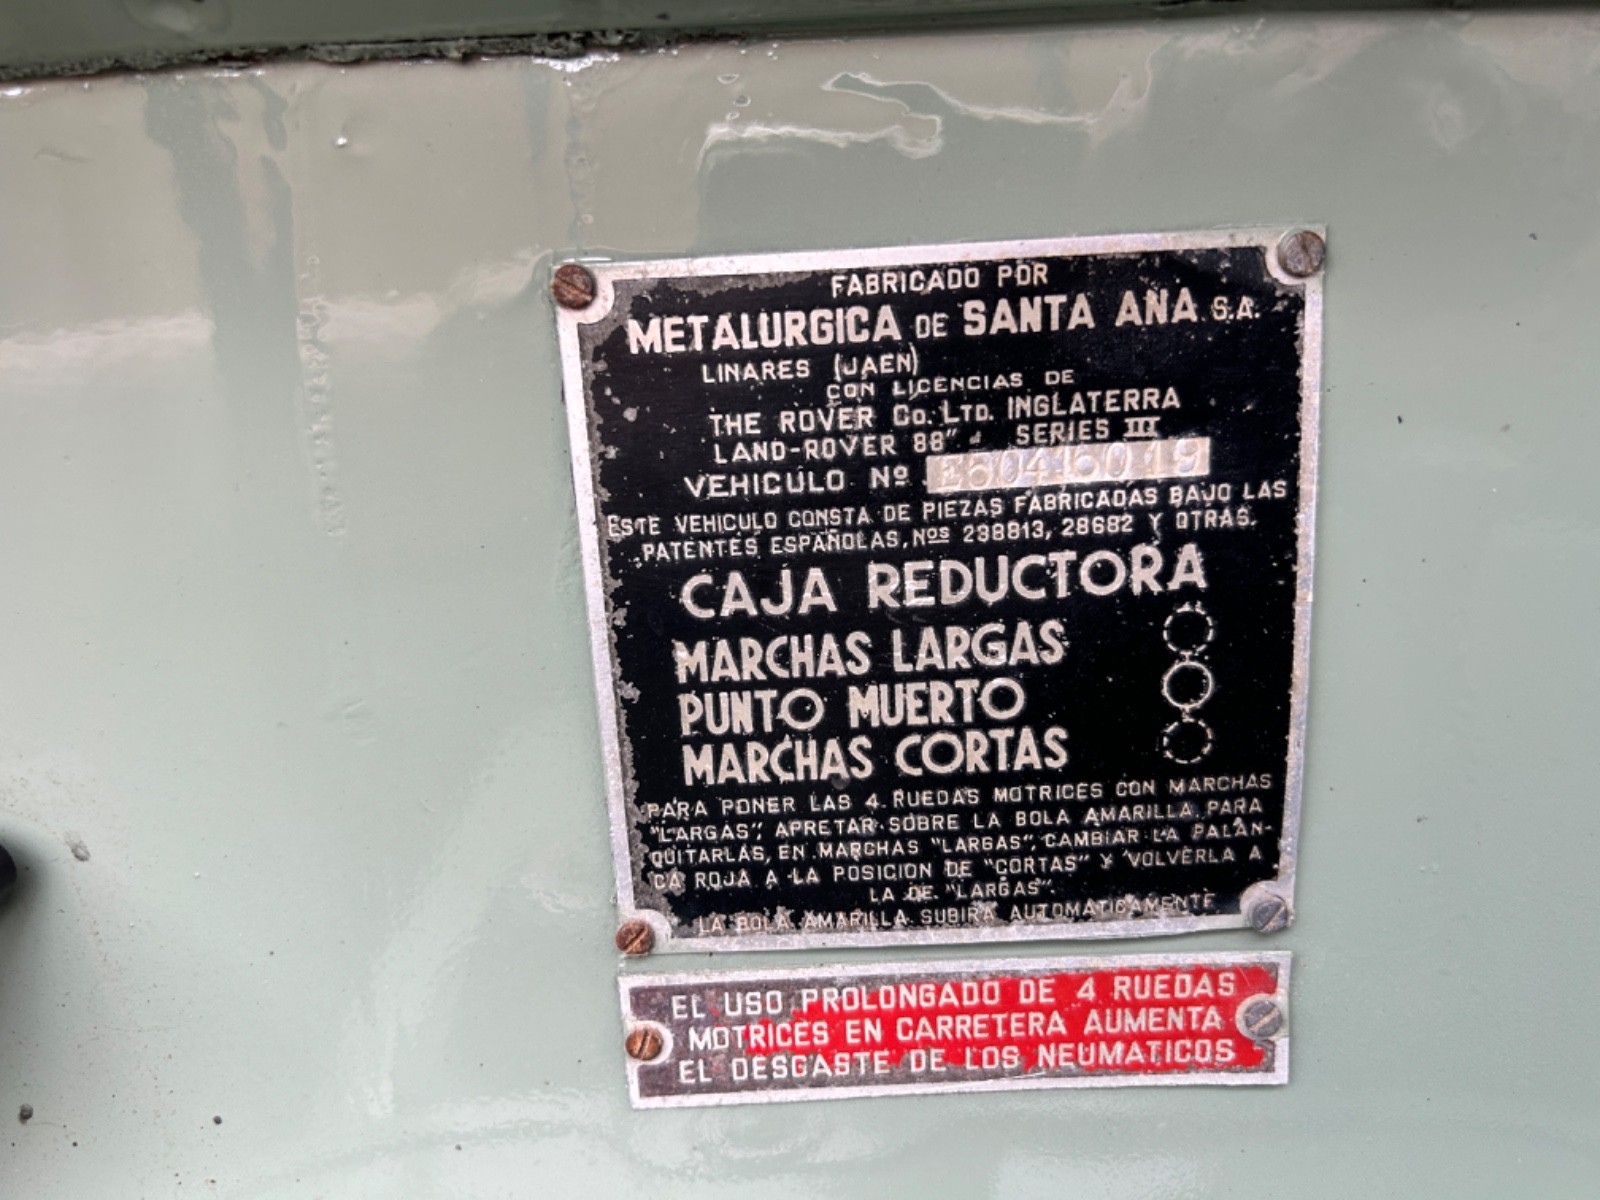 FABRICADO POR
METALURGICA DE SANTA ANA S.A.
LINARES (JAEN)
CON LICENCIAS DE
THE ROVER Co. LTD. INGLATERRA
LAND-ROVER 88" - SERIES III
VEHICULO Nº E50415019
ESTE VEHICULO CONSTA DE PIEZAS FABRICADAS BAJO LAS
PATENTES ESPAÑOLAS, Nos 238813, 28682 Y OTRAS.
CAJA REDUCTORA
MARCHAS LARGAS
PUNTO MUERTO
MARCHAS CORTAS
PARA PONER LAS 4 RUEDAS MOTRICES CON MARCHAS
"LARGAS", APRETAR SOBRE LA BOLA AMARILLA. PARA
QUITARLAS, EN MARCHAS "LARGAS", CAMBIAR LA PALAN-
CA ROJA A LA POSICION DE "CORTAS" Y VOLVERLA A
LA DE "LARGAS".
LA BOLA AMARILLA SUBIRA AUTOMATICAMENTE
EL USO PROLONGADO DE 4 RUEDAS
MOTRICES EN CARRETERA AUMENTA
EL DESGASTE DE LOS NEUMATICOS